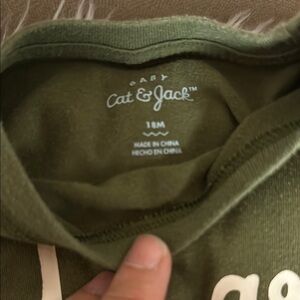 BABY
Cat & Jack™
18M
MADE IN CHINA
HECHO EN CHINA